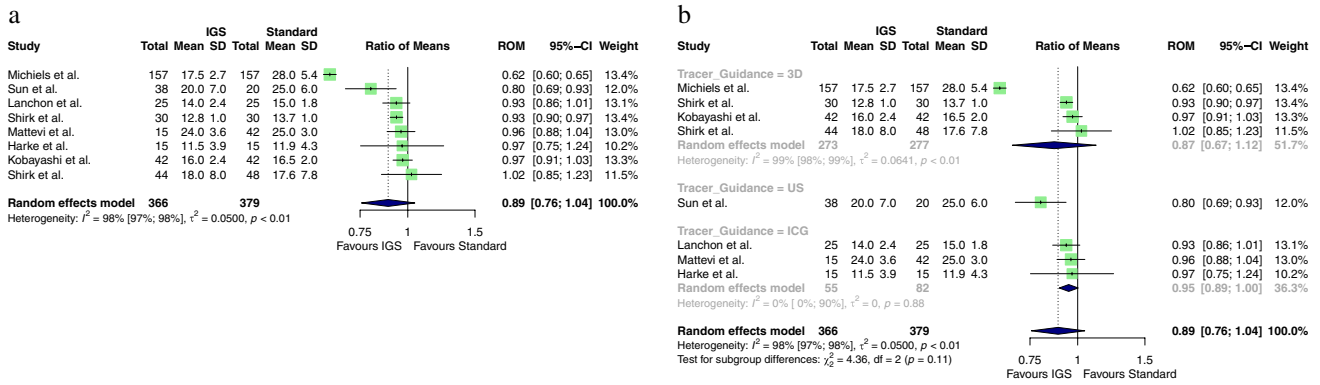 a
IGS Standard
Study Total Mean SD Total Mean SD Ratio of Means ROM 95%−CI Weight
Michiels et al. 157 17.5 2.7 157 28.0 5.4 0.62 [0.60; 0.65] 13.4%
Sun et al. 38 20.0 7.0 20 25.0 6.0 0.80 [0.69; 0.93] 12.0%
Lanchon et al. 25 14.0 2.4 25 15.0 1.8 0.93 [0.86; 1.01] 13.1%
Shirk et al. 30 12.8 1.0 30 13.7 1.0 0.93 [0.90; 0.97] 13.4%
Mattevi et al. 15 24.0 3.6 42 25.0 3.0 0.96 [0.88; 1.04] 13.0%
Harke et al. 15 11.5 3.9 15 11.9 4.3 0.97 [0.75; 1.24] 10.2%
Kobayashi et al. 42 16.0 2.4 42 16.5 2.0 0.97 [0.91; 1.03] 13.3%
Shirk et al. 44 18.0 8.0 48 17.6 7.8 1.02 [0.85; 1.23] 11.5%
Random effects model 366 379 0.89 [0.76; 1.04] 100.0%
Heterogeneity: I² = 98% [97%; 98%], τ² = 0.0500, p < 0.01
0.75 1 1.5
Favours IGS Favours Standard
b
IGS Standard
Study Total Mean SD Total Mean SD Ratio of Means ROM 95%−CI Weight
Tracer_Guidance = 3D
Michiels et al. 157 17.5 2.7 157 28.0 5.4 0.62 [0.60; 0.65] 13.4%
Shirk et al. 30 12.8 1.0 30 13.7 1.0 0.93 [0.90; 0.97] 13.4%
Kobayashi et al. 42 16.0 2.4 42 16.5 2.0 0.97 [0.91; 1.03] 13.3%
Shirk et al. 44 18.0 8.0 48 17.6 7.8 1.02 [0.85; 1.23] 11.5%
Random effects model 273 277 0.87 [0.67; 1.12] 51.7%
Heterogeneity: I² = 99% [98%; 99%], τ² = 0.0641, p < 0.01
Tracer_Guidance = US
Sun et al. 38 20.0 7.0 20 25.0 6.0 0.80 [0.69; 0.93] 12.0%
Tracer_Guidance = ICG
Lanchon et al. 25 14.0 2.4 25 15.0 1.8 0.93 [0.86; 1.01] 13.1%
Mattevi et al. 15 24.0 3.6 42 25.0 3.0 0.96 [0.88; 1.04] 13.0%
Harke et al. 15 11.5 3.9 15 11.9 4.3 0.97 [0.75; 1.24] 10.2%
Random effects model 55 82 0.95 [0.89; 1.00] 36.3%
Heterogeneity: I² = 0% [ 0%; 90%], τ² = 0, p = 0.88
Random effects model 366 379 0.89 [0.76; 1.04] 100.0%
Heterogeneity: I² = 98% [97%; 98%], τ² = 0.0500, p < 0.01
Test for subgroup differences: χ²₂ = 4.36, df = 2 (p = 0.11)
0.75 1 1.5
Favours IGS Favours Standard